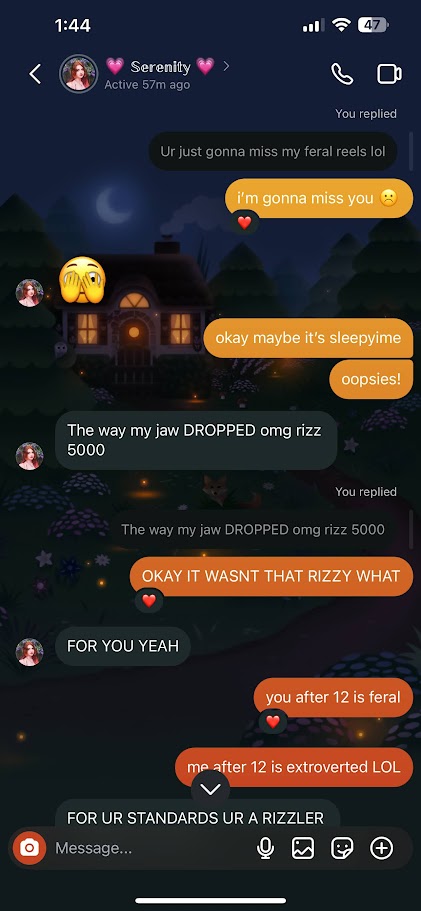 1:44
47
💗 𝕊𝕖𝕣𝕖𝕟𝕚𝕥𝕪 💗
Active 57m ago
You replied
Ur just gonna miss my feral reels lol
i'm gonna miss you ☹️
❤️
🫣
okay maybe it's sleepyime
oopsies!
The way my jaw DROPPED omg rizz
5000
You replied
The way my jaw DROPPED omg rizz 5000
OKAY IT WASNT THAT RIZZY WHAT
❤️
FOR YOU YEAH
you after 12 is feral
❤️
me after 12 is extroverted LOL
FOR UR STANDARDS UR A RIZZLER
Message...